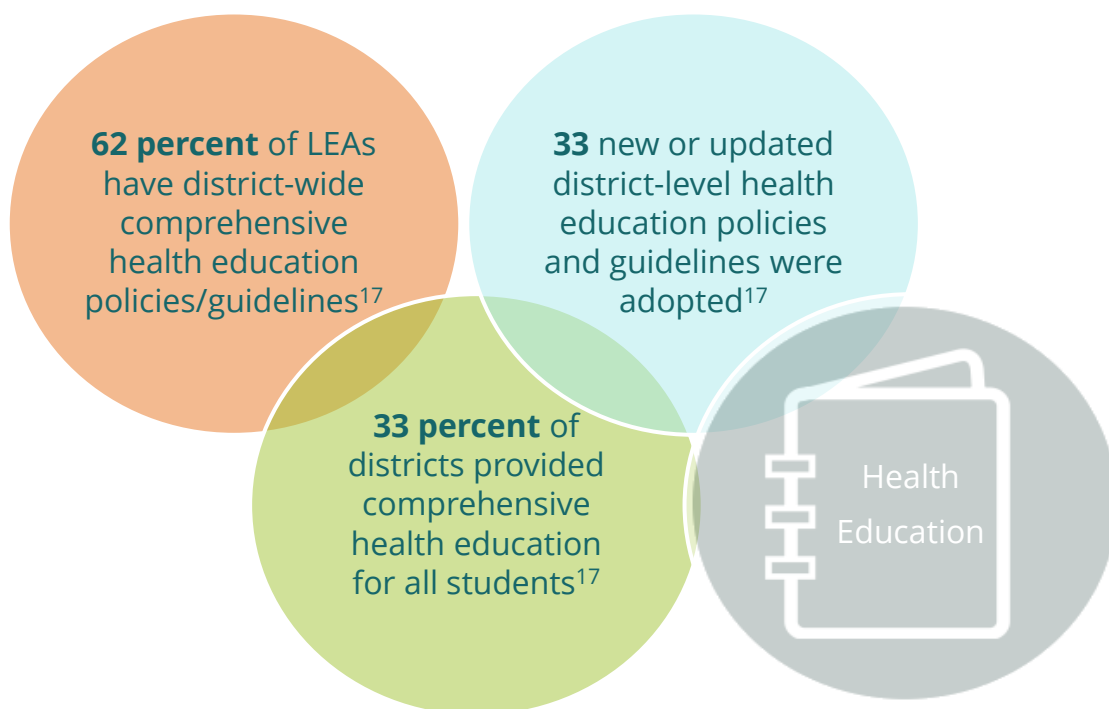 62 percent of LEAs
have district-wide
comprehensive
health education
policies/guidelines17
33 new or updated
district-level health
education policies
and guidelines were
adopted17
33 percent of
districts provided
comprehensive
health education
for all students17
Health
Education